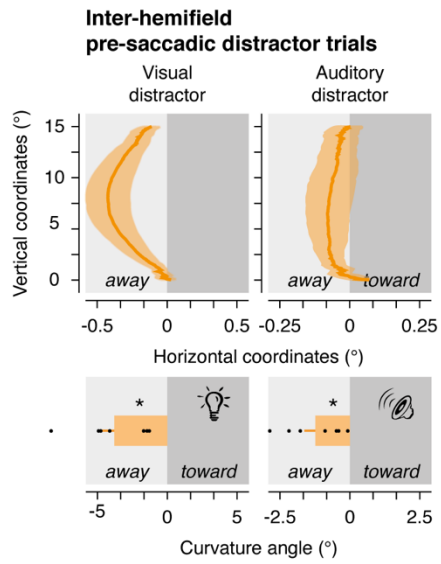 Inter-hemifield
pre-saccadic distractor trials
Visual
distractor
Auditory
distractor
Vertical coordinates (°)
15
10
5
0
away
away
toward
-0.5
0
0.5
-0.25
0
0.25
Horizontal coordinates (°)
*
*
away
toward
away
toward
-5
0
5
-2.5
0
2.5
Curvature angle (°)